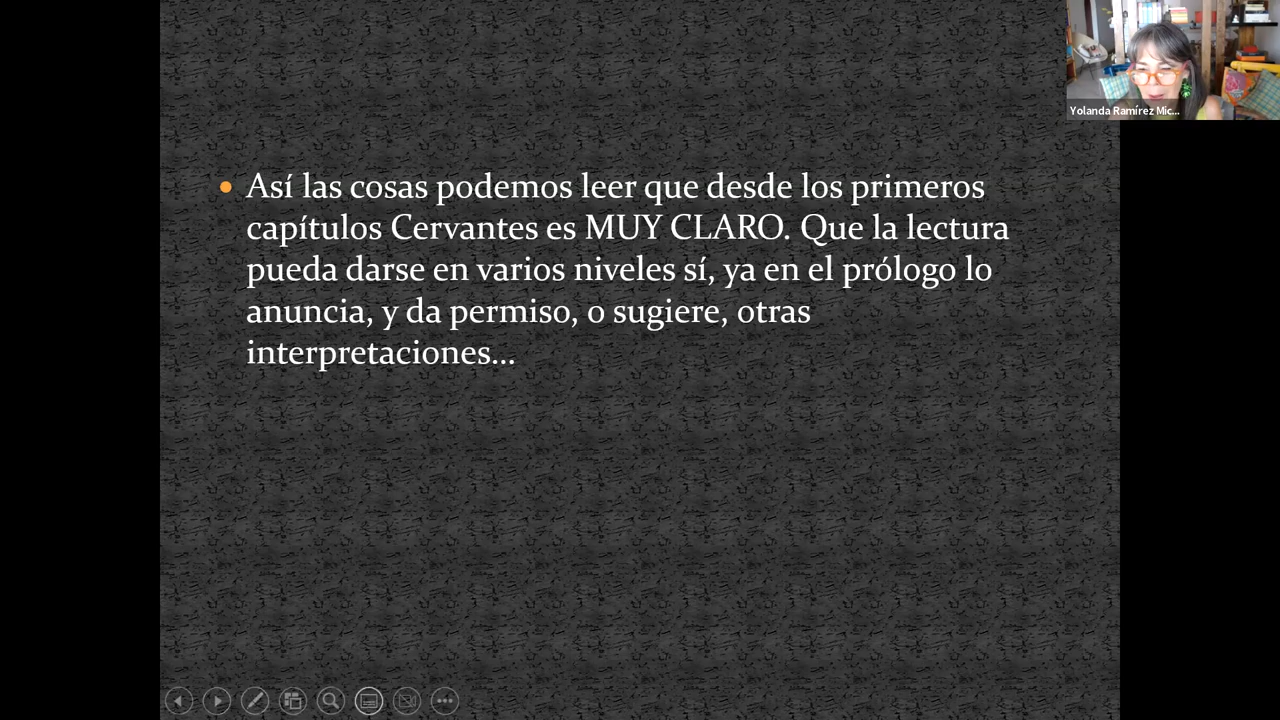 Yolanda Ramírez Mic...
Así las cosas podemos leer que desde los primeros
capítulos Cervantes es MUY CLARO. Que la lectura
pueda darse en varios niveles sí, ya en el prólogo lo
anuncia, y da permiso, o sugiere, otras
interpretaciones...